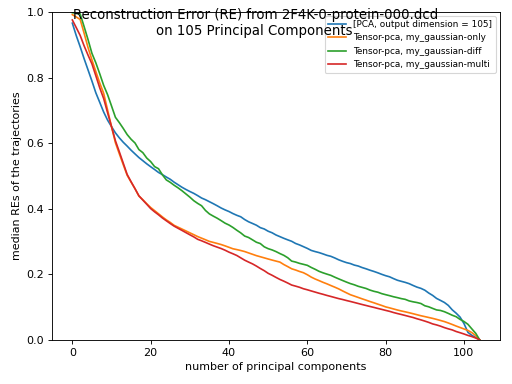 Reconstruction Error (RE) from 2F4K-0-protein-000.dcd
on 105 Principal Components.
[PCA, output dimension = 105]
Tensor-pca, my_gaussian-only
Tensor-pca, my_gaussian-diff
Tensor-pca, my_gaussian-multi
median REs of the trajectories
1.0
0.8
0.6
0.4
0.2
0.0
0
20
40
60
80
100
number of principal components